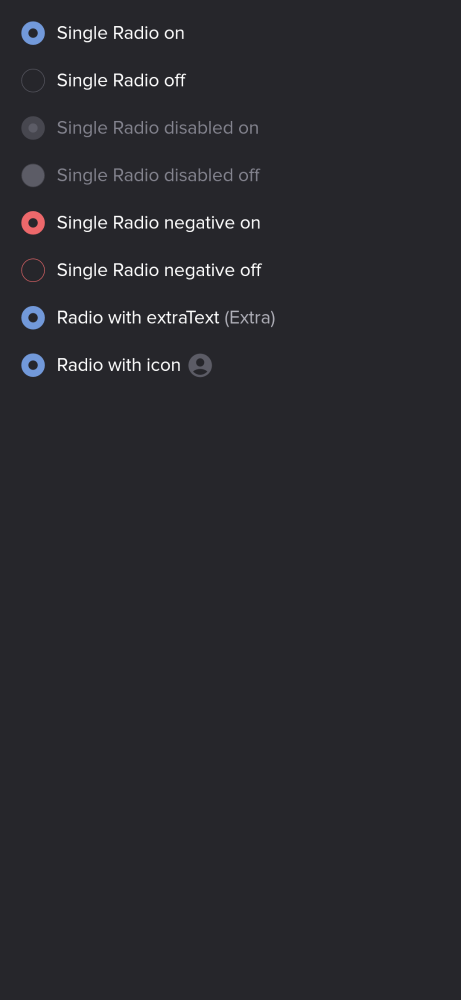 Single Radio on
Single Radio off
Single Radio disabled on
Single Radio disabled off
Single Radio negative on
Single Radio negative off
Radio with extraText (Extra)
Radio with icon